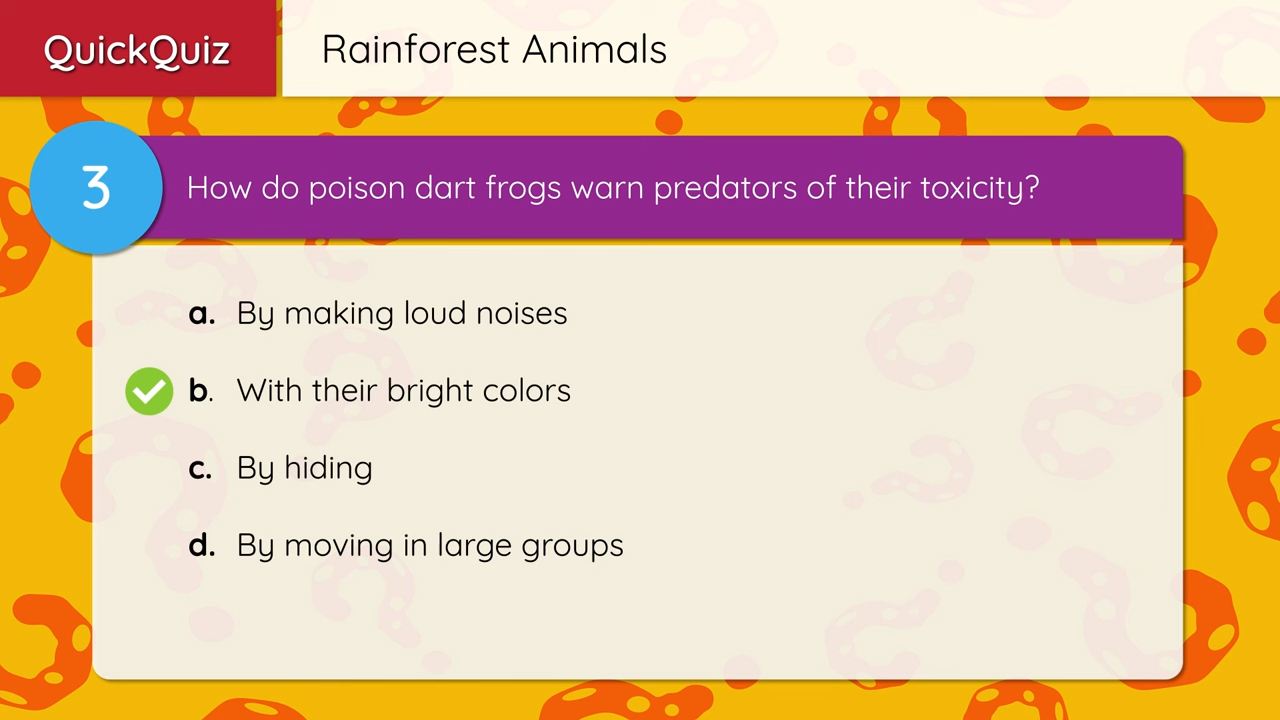 QuickQuiz
Rainforest Animals
3
How do poison dart frogs warn predators of their toxicity?
a. By making loud noises
b. With their bright colors
c. By hiding
d. By moving in large groups